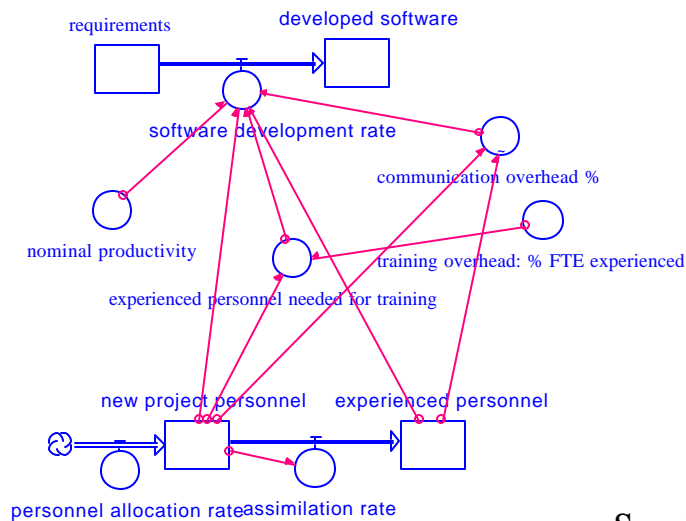 developed software
requirements
software development rate
~
communication overhead %
nominal productivity
training overhead: % FTE experienced
experienced personnel needed for training
new project personnel
experienced personnel
personnel allocation rate
assimilation rate
S